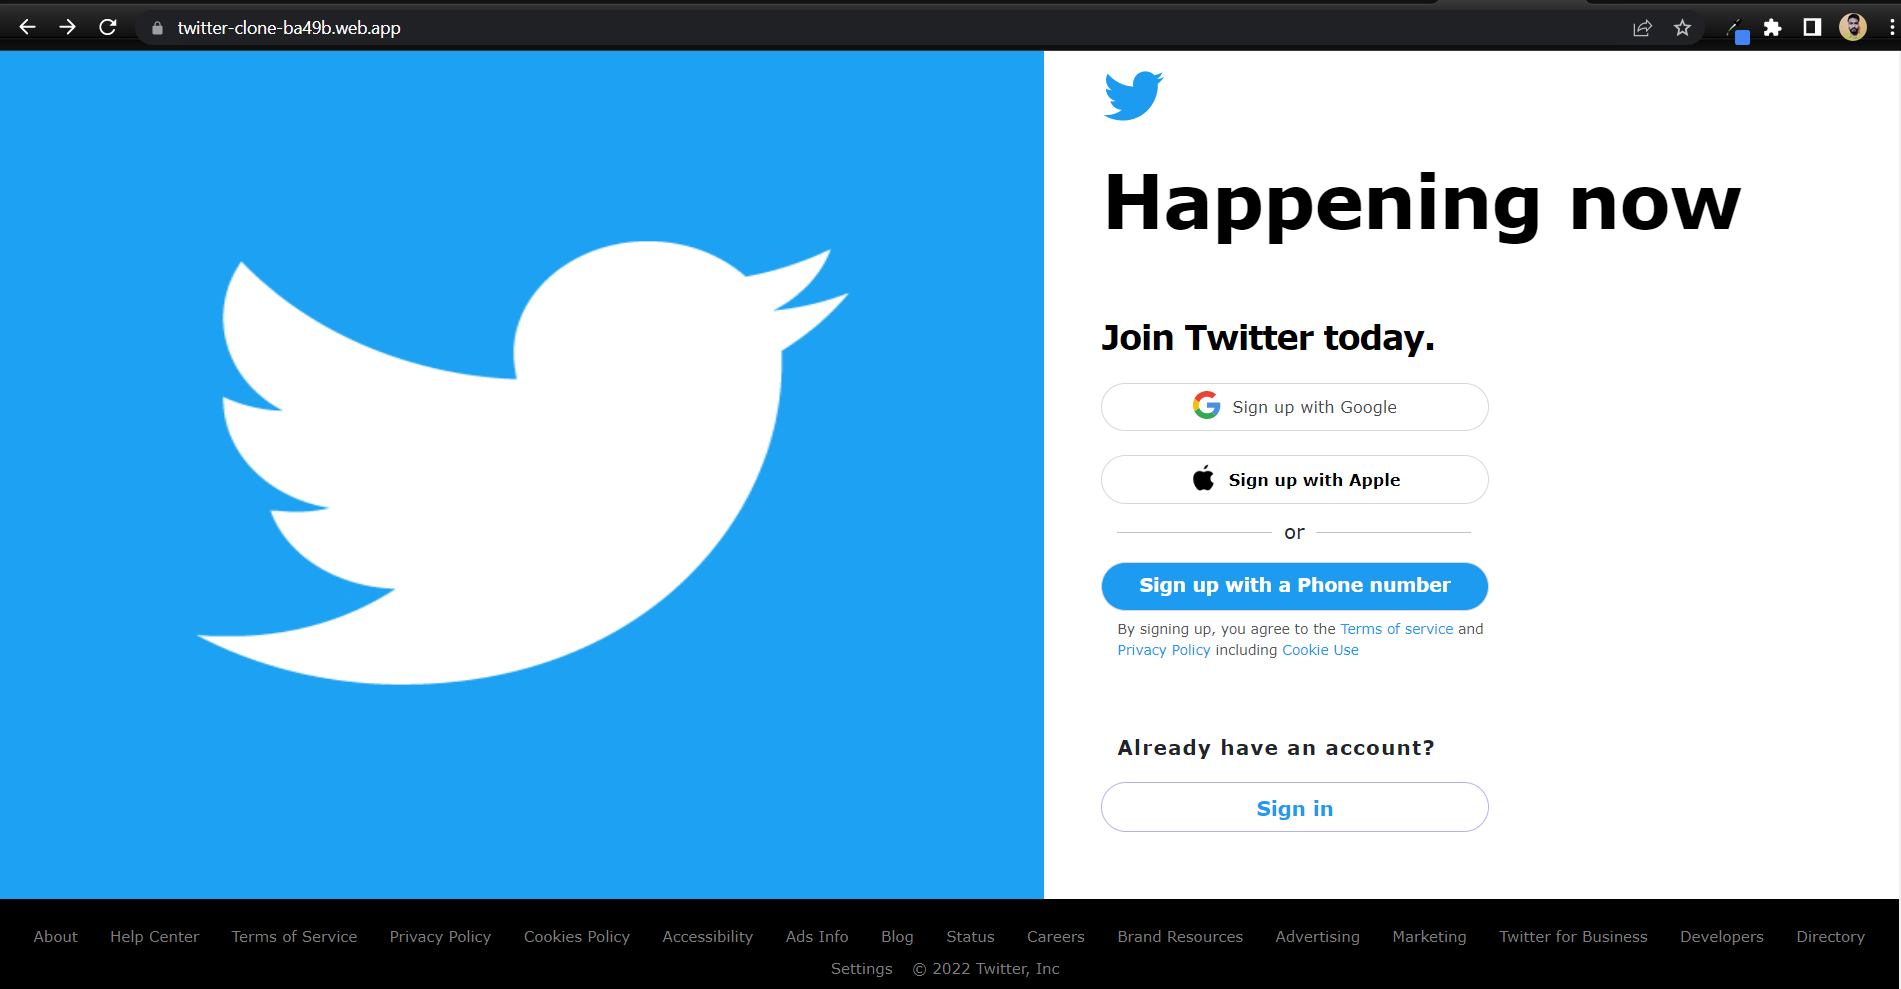 twitter-clone-ba49b.web.app
Happening now
Join Twitter today.
Sign up with Google
Sign up with Apple
or
Sign up with a Phone number
By signing up, you agree to the Terms of service and
Privacy Policy including Cookie Use
Already have an account?
Sign in
About Help Center Terms of Service Privacy Policy Cookies Policy Accessibility Ads Info Blog Status Careers Brand Resources Advertising Marketing Twitter for Business Developers Directory
Settings © 2022 Twitter, Inc